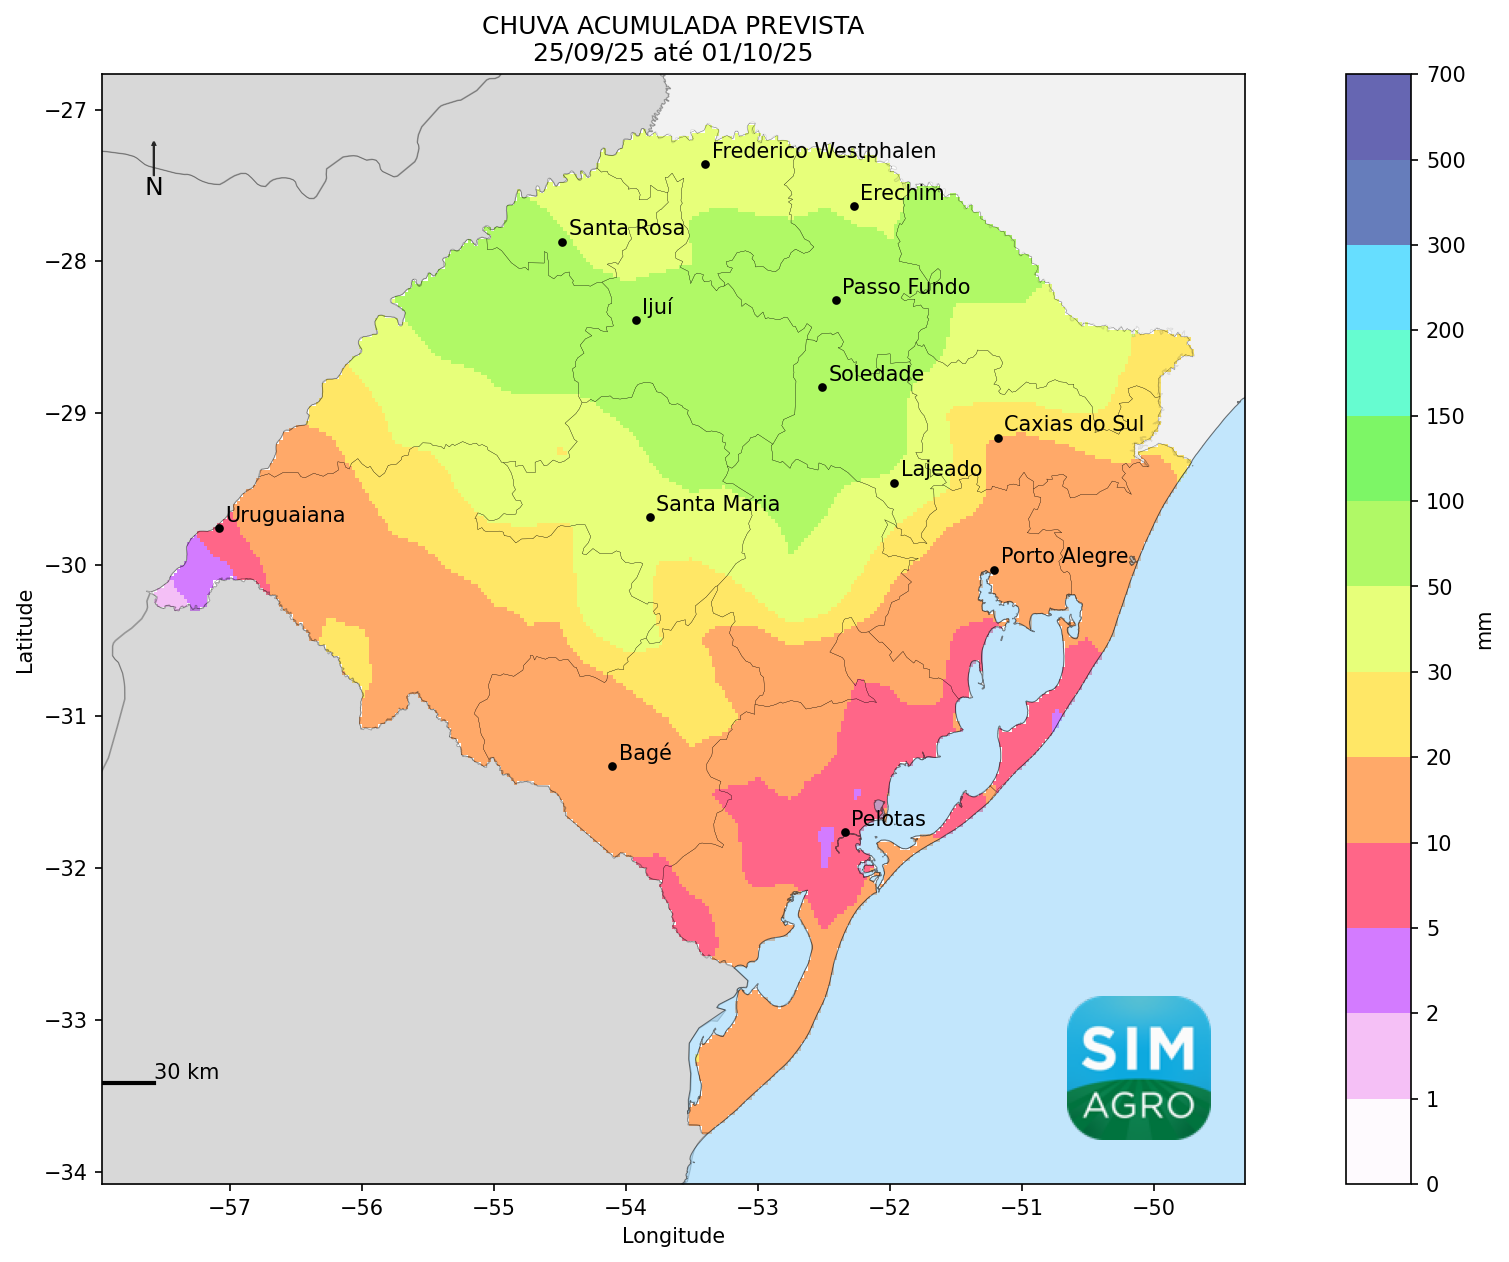 CHUVA ACUMULADA PREVISTA
25/09/25 até 01/10/25
−27
−28
−29
−30
−31
−32
−33
−34
Latitude
N
Frederico Westphalen
Erechim
Santa Rosa
Passo Fundo
Ijuí
Soledade
Caxias do Sul
Lajeado
Santa Maria
Uruguaiana
Porto Alegre
Bagé
Pelotas
30 km
SIM
AGRO
−57
−56
−55
−54
−53
−52
−51
−50
Longitude
700
500
300
200
150
100
50
30
20
10
5
2
1
0
mm